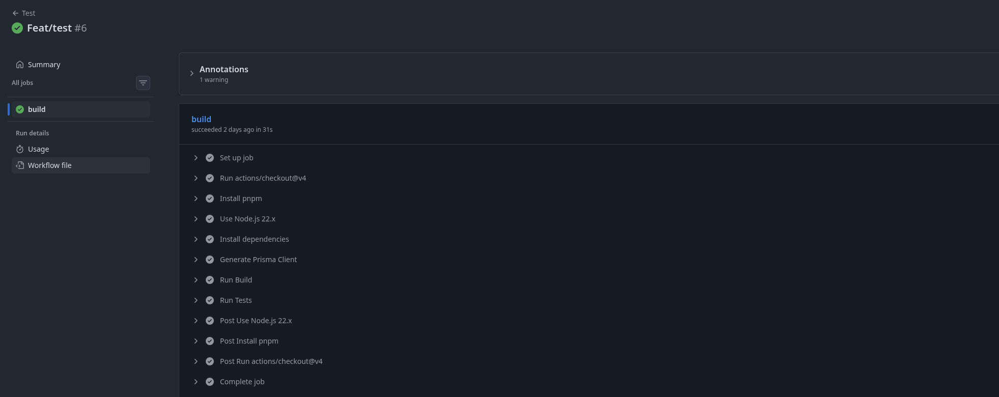 Test
Feat/test #6
Summary
All jobs
build
Run details
Usage
Workflow file
Annotations
1 warning
build
succeeded 2 days ago in 31s
Set up job
Run actions/checkout@v4
Install pnpm
Use Node.js 22.x
Install dependencies
Generate Prisma Client
Run Build
Run Tests
Post Use Node.js 22.x
Post Install pnpm
Post Run actions/checkout@v4
Complete job